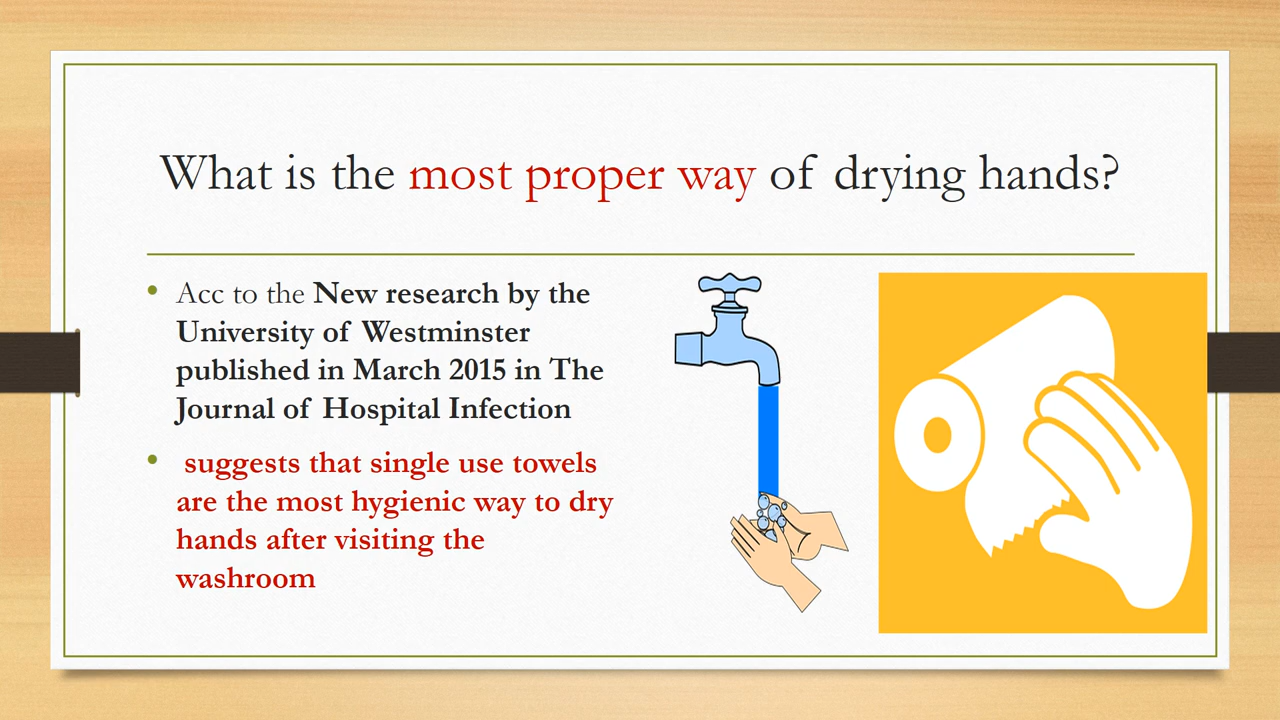 What is the most proper way of drying hands?
• Acc to the New research by the
University of Westminster
published in March 2015 in The
Journal of Hospital Infection
• suggests that single use towels
are the most hygienic way to dry
hands after visiting the
washroom